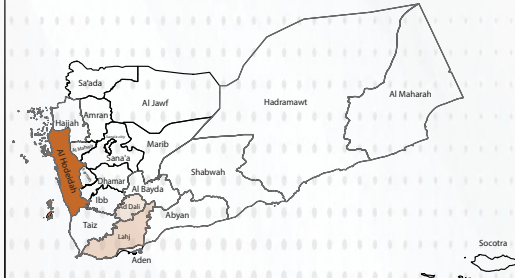 Sa'ada
Al Jawf
Hadramawt
Al Maharah
Amran
Hajjah
Marib
Sana'a
Al Hodeidah
Shabwah
Dhamar
Al Bayda
Ibb
Ad Dali
Abyan
Taiz
Lahj
Aden
Socotra